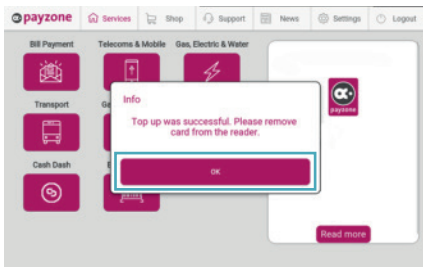 payzone Services Shop Support News Settings Logout
Bill Payment Telecoms & Mobile Gas, Electric & Water
Transport
Info
Top up was successful. Please remove
card from the reader.
payzone
Cash Dash
OK
Read more